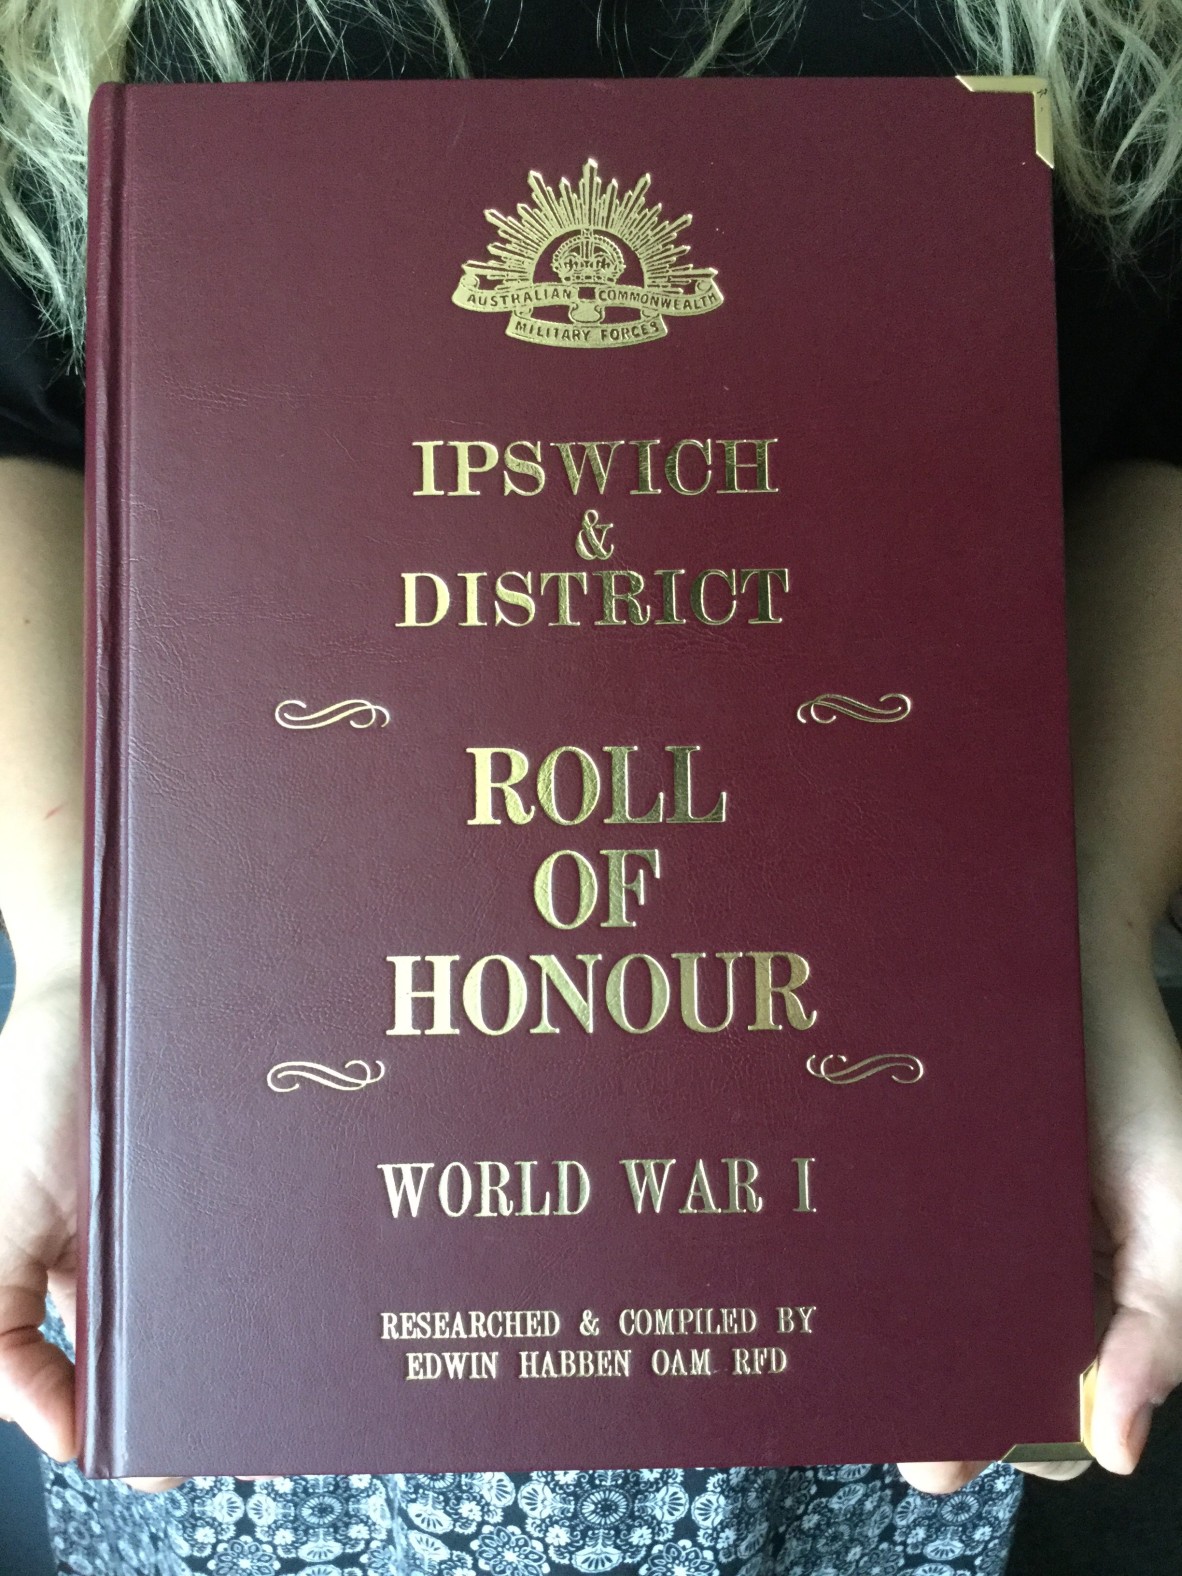 AUSTRALIAN COMMONWEALTH
MILITARY FORCES
IPSWICH
&
DISTRICT
ROLL
OF
HONOUR
WORLD WAR I
RESEARCHED & COMPILED BY
EDWIN HABBEN OAM RFD